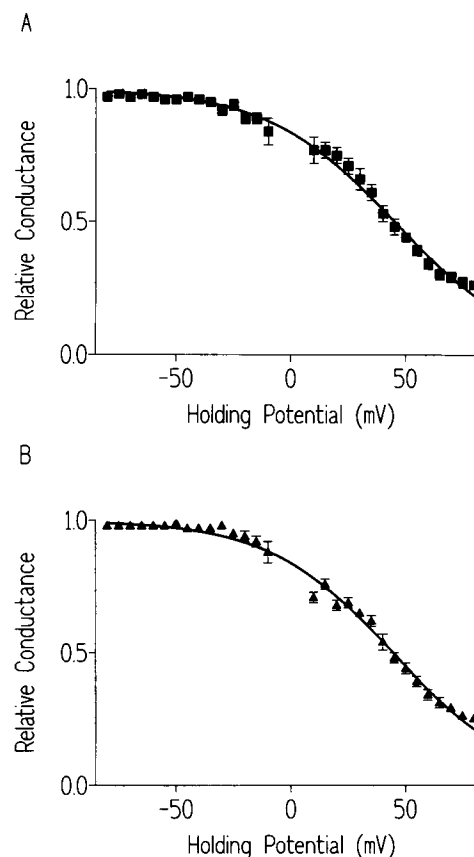 A
1.0
0.5
0.0
Relative Conductance
-50 0 50
Holding Potential (mV)
B
1.0
0.5
0.0
Relative Conductance
-50 0 50
Holding Potential (mV)